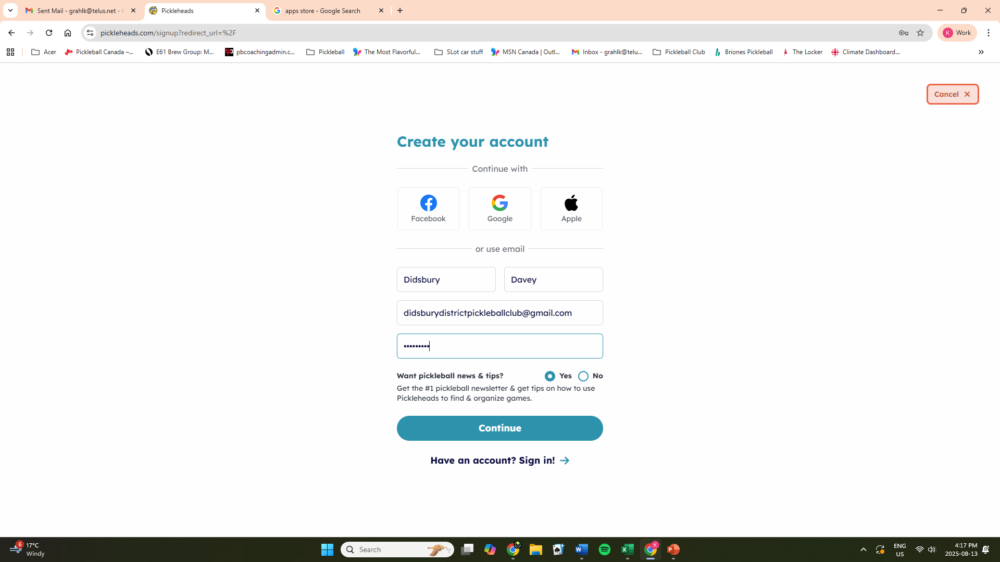 Sent Mail - grahlk@telus.net - t
Pickleheads
apps store - Google Search
pickleheads.com/signup?redirect_url=%2F
K
Work
Acer
Pickleball Canada –...
E61 Brew Group: M...
pbcoachingadmin.c...
Pickleball
The Most Flavorful...
SLot car stuff
MSN Canada | Outl...
Inbox - grahlk@telu...
Pickleball Club
Briones Pickleball
The Locker
Climate Dashboard...
Cancel
Create your account
Continue with
Facebook
Google
Apple
or use email
Didsbury
Davey
didsburydistrictpickleballclub@gmail.com
•••••••••
Want pickleball news & tips?
Yes
No
Get the #1 pickleball newsletter & get tips on how to use
Pickleheads to find & organize games.
Continue
Have an account? Sign in!
6
17°C
Windy
Search
W
X
K
P
ENG
US
4:17 PM
2025-08-13